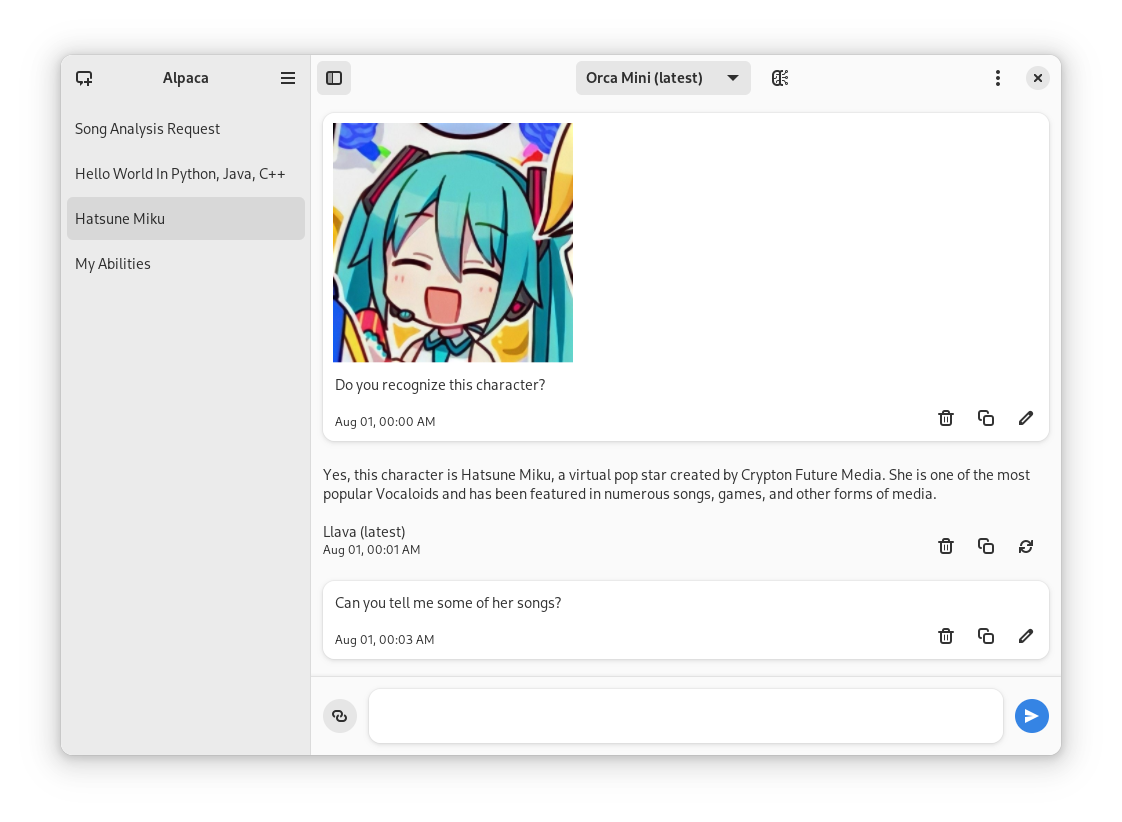 Alpaca
Song Analysis Request
Hello World In Python, Java, C++
Hatsune Miku
My Abilities
Orca Mini (latest)
Do you recognize this character?
Aug 01, 00:00 AM
Yes, this character is Hatsune Miku, a virtual pop star created by Crypton Future Media. She is one of the most
popular Vocaloids and has been featured in numerous songs, games, and other forms of media.
Llava (latest)
Aug 01, 00:01 AM
Can you tell me some of her songs?
Aug 01, 00:03 AM